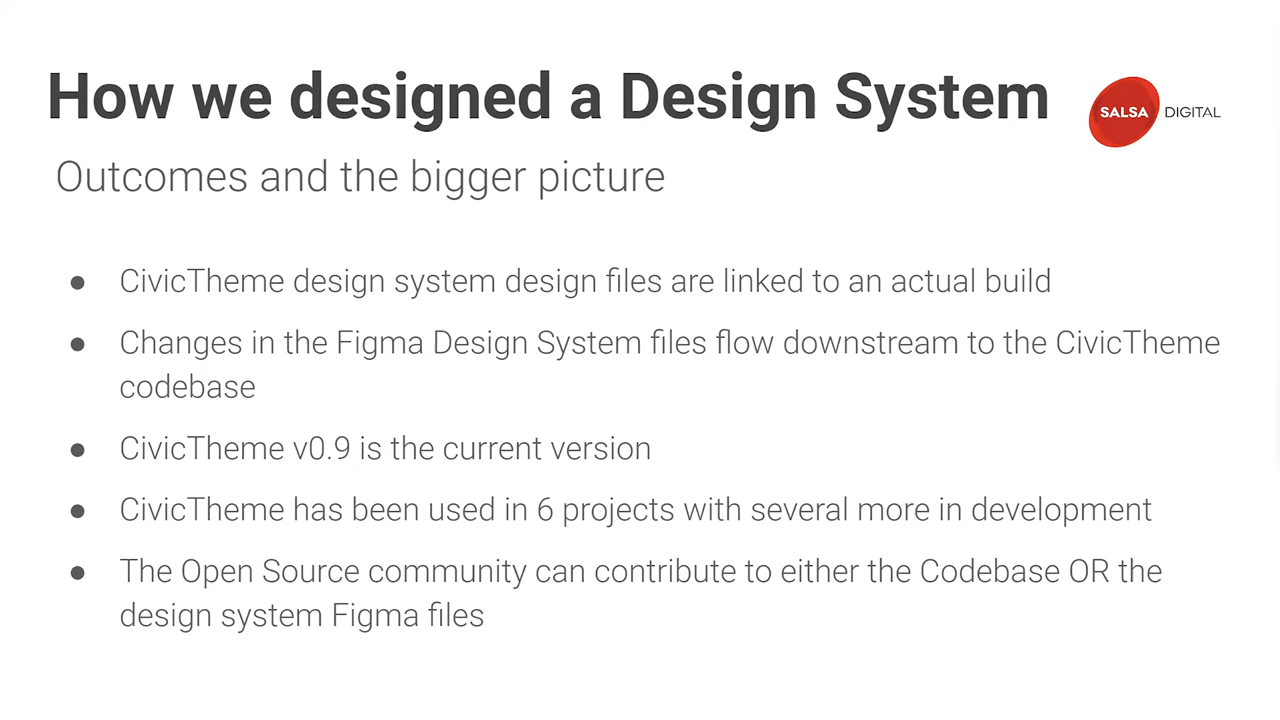 How we designed a Design System
SALSA DIGITAL
Outcomes and the bigger picture
● CivicTheme design system design files are linked to an actual build
● Changes in the Figma Design System files flow downstream to the CivicTheme
codebase
● CivicTheme v0.9 is the current version
● CivicTheme has been used in 6 projects with several more in development
● The Open Source community can contribute to either the Codebase OR the
design system Figma files